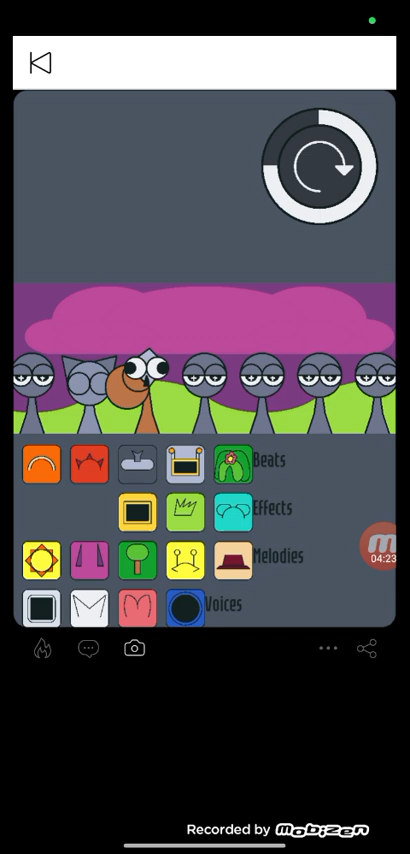 Beats
Effects
Melodies
04:23
Voices
Recorded by mobizen